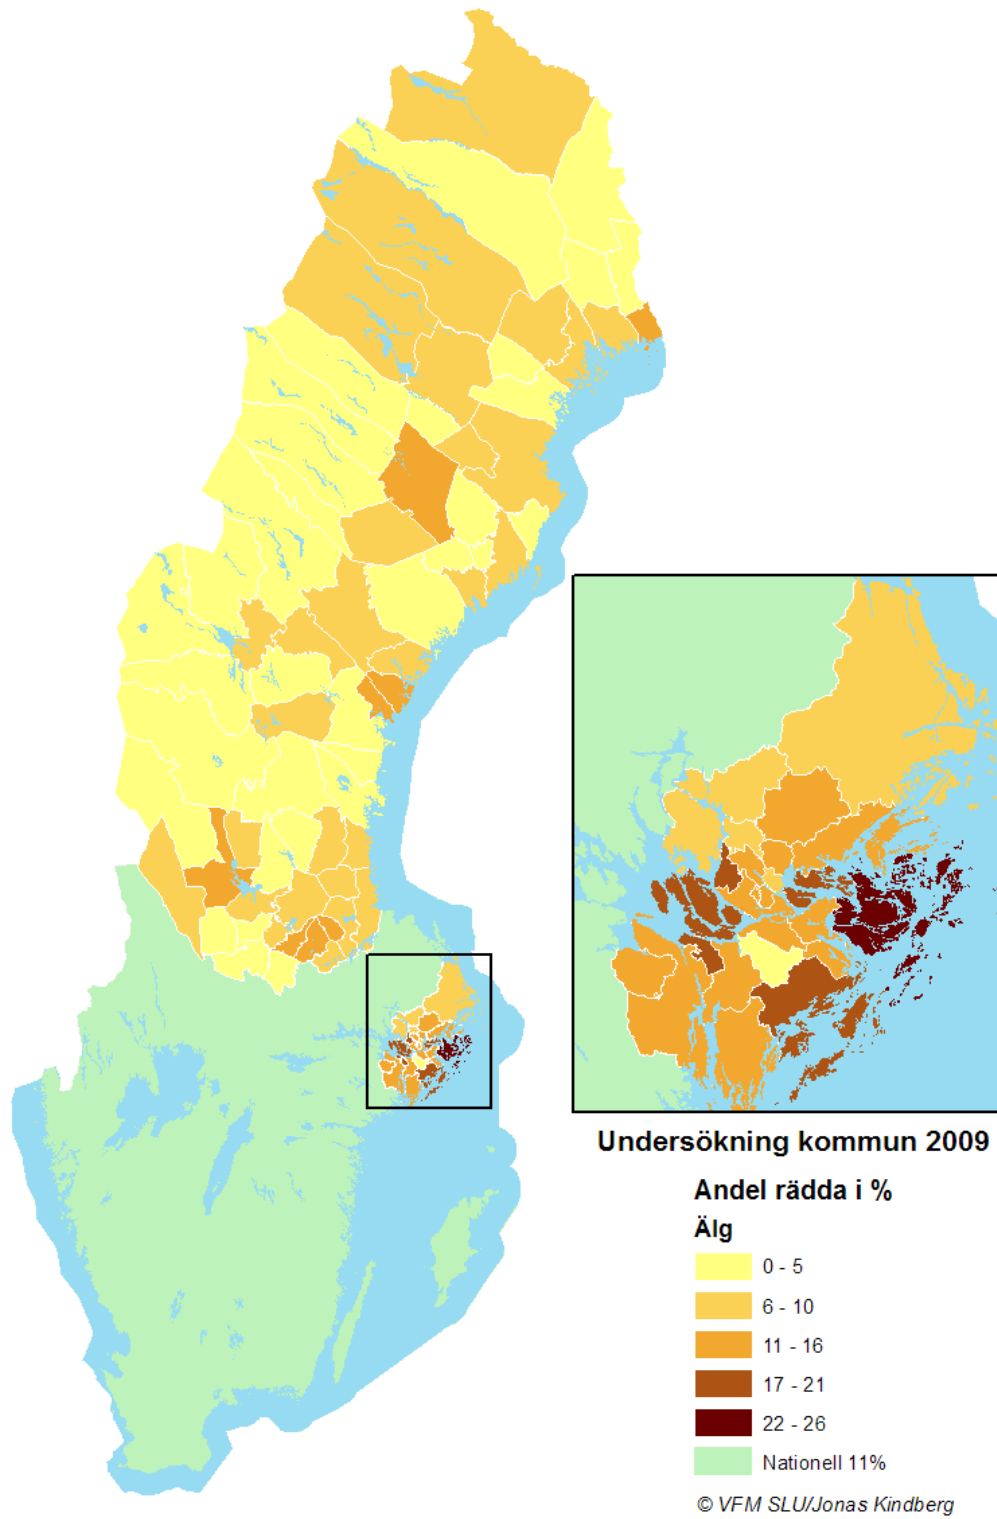 Undersökning kommun 2009
Andel rädda i %
Älg
0 - 5
6 - 10
11 - 16
17 - 21
22 - 26
Nationell 11%
© VFM SLU/Jonas Kindberg